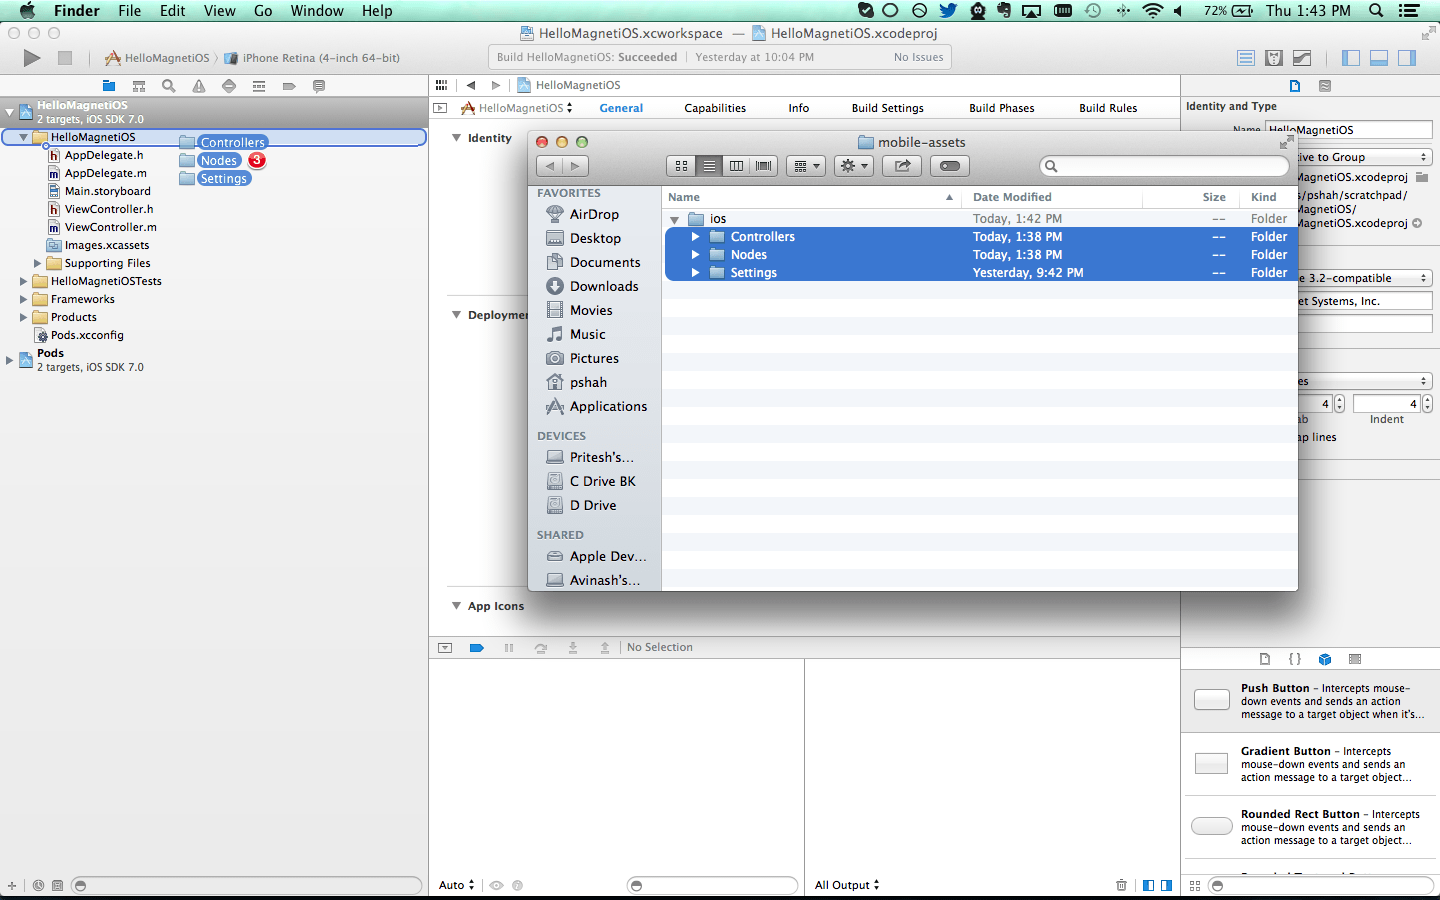 Finder File Edit View Go Window Help 72% Thu 1:43 PM
HelloMagnetiOS.xcworkspace — HelloMagnetiOS.xcodeproj
HelloMagnetiOS iPhone Retina (4-inch 64-bit) Build HelloMagnetiOS: Succeeded Yesterday at 10:04 PM No Issues
HelloMagnetiOS
2 targets, iOS SDK 7.0
HelloMagnetiOS
AppDelegate.h
AppDelegate.m
Main.storyboard
ViewController.h
ViewController.m
Images.xcassets
Supporting Files
HelloMagnetiOSTests
Frameworks
Products
Pods.xcconfig
Pods
2 targets, iOS SDK 7.0
Controllers
Nodes 3
Settings
HelloMagnetiOS
HelloMagnetiOS General Capabilities Info Build Settings Build Phases Build Rules
Identity
Deployme
App Icons
mobile-assets
FAVORITES
AirDrop
Desktop
Documents
Downloads
Movies
Music
Pictures
pshah
Applications
DEVICES
Pritesh's...
C Drive BK
D Drive
SHARED
Apple Dev...
Avinash's...
Name Date Modified Size Kind
ios Today, 1:42 PM -- Folder
Controllers Today, 1:38 PM -- Folder
Nodes Today, 1:38 PM -- Folder
Settings Yesterday, 9:42 PM -- Folder
Identity and Type
Name HelloMagnetiOS
tive to Group
MagnetiOS.xcodeproj
s/pshah/scratchpad/
MagnetiOS/
MagnetiOS.xcodeproj
e 3.2-compatible
et Systems, Inc.
es
4 4
ab Indent
ap lines
No Selection
Auto
All Output
Push Button - Intercepts mouse-
down events and sends an action
message to a target object when it's...
Gradient Button - Intercepts
mouse-down events and sends an
action message to a target object...
Rounded Rect Button - Intercepts
mouse-down events and sends an
action message to a target object...